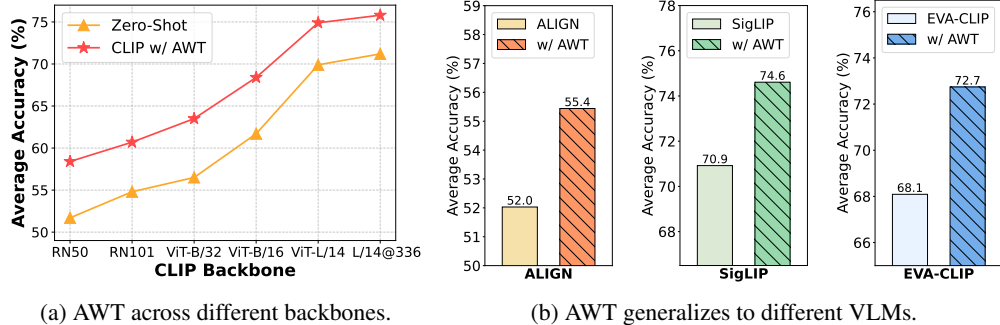 Average Accuracy (%)
75
70
65
60
55
50
Zero-Shot
CLIP w/ AWT
RN50 RN101 ViT-B/32 ViT-B/16 ViT-L/14 L/14@336
CLIP Backbone
(a) AWT across different backbones.
Average Accuracy (%)
59
58
57
56
55
54
53
52
51
50
ALIGN
w/ AWT
52.0
55.4
ALIGN
Average Accuracy (%)
78
76
74
72
70
68
SigLIP
w/ AWT
70.9
74.6
SigLIP
Average Accuracy (%)
76
74
72
70
68
66
EVA-CLIP
w/ AWT
68.1
72.7
EVA-CLIP
(b) AWT generalizes to different VLMs.